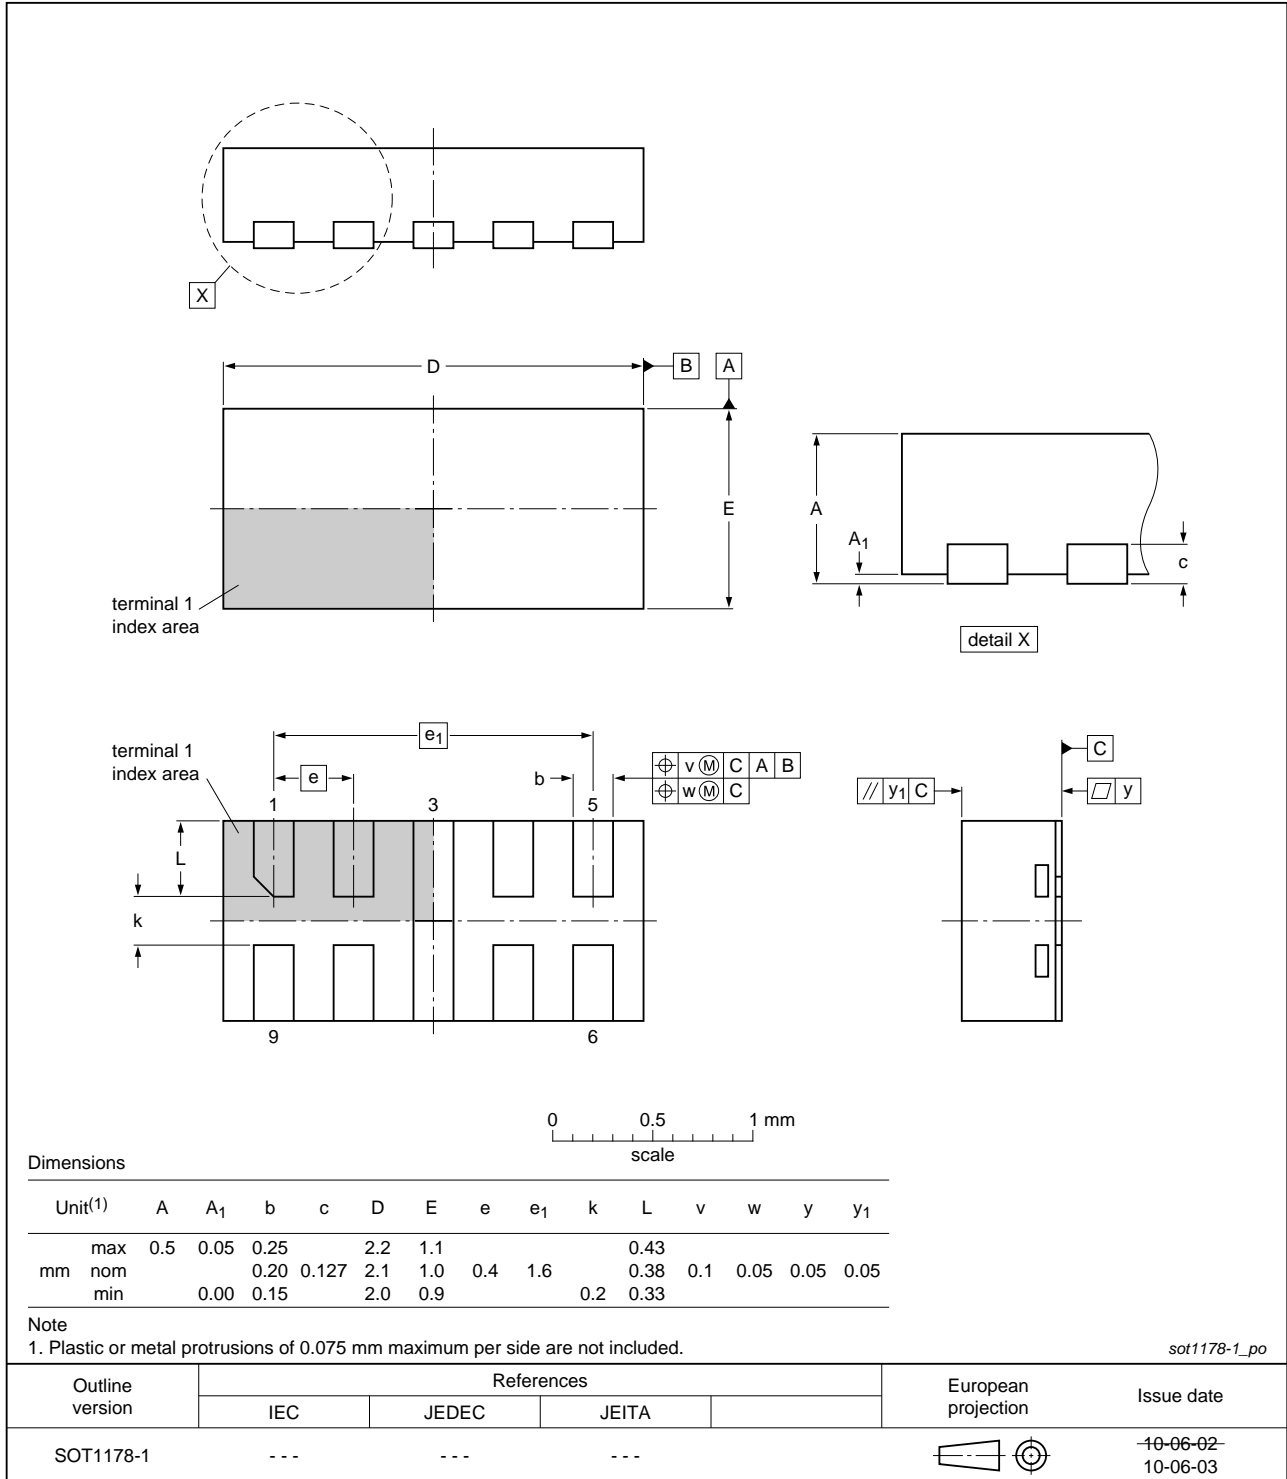 X
D
B
A
E
terminal 1
index area
A
A1
c
detail X
e1
terminal 1
index area
e
b
v M C A B
w M C
1
3
5
L
k
9
6
C
// y1 C
y
0
0.5
1 mm
scale
Dimensions
Unit(1) A A1 b c D E e e1 k L v w y y1
max 0.5 0.05 0.25 2.2 1.1 0.43
mm nom 0.20 0.127 2.1 1.0 0.4 1.6 0.38 0.1 0.05 0.05 0.05
min 0.00 0.15 2.0 0.9 0.2 0.33
Note
1. Plastic or metal protrusions of 0.075 mm maximum per side are not included.
sot1178-1_po
Outline
version
References
IEC
JEDEC
JEITA
European
projection
Issue date
SOT1178-1
- - -
- - -
- - -
10-06-02
10-06-03